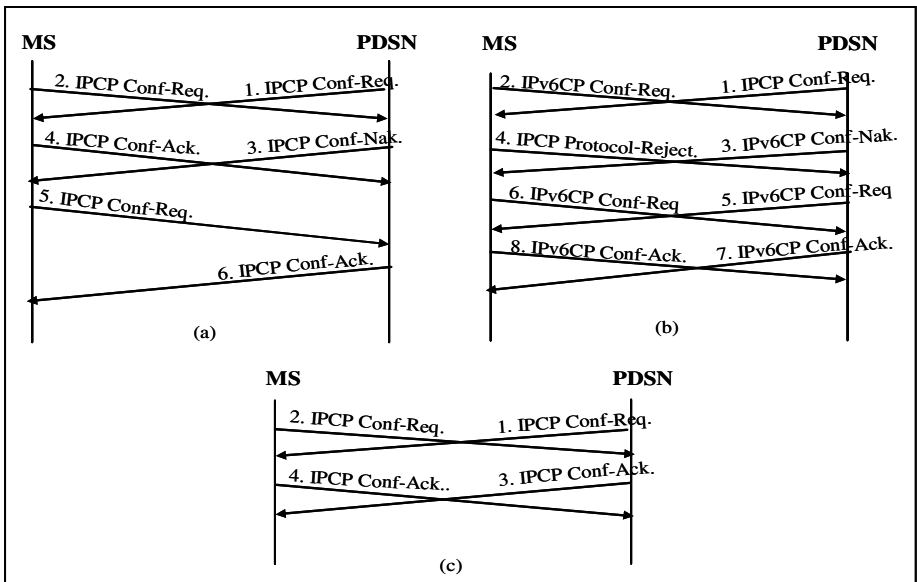 MS
PDSN
2. IPCP Conf-Req.
1. IPCP Conf-Req.
4. IPCP Conf-Ack.
3. IPCP Conf-Nak.
5. IPCP Conf-Req.
6. IPCP Conf-Ack.
(a)
MS
PDSN
2. IPv6CP Conf-Req.
1. IPCP Conf-Req.
4. IPCP Protocol-Reject.
3. IPv6CP Conf-Nak.
6. IPv6CP Conf-Req
5. IPv6CP Conf-Req
8. IPv6CP Conf-Ack.
7. IPv6CP Conf-Ack.
(b)
MS
PDSN
2. IPCP Conf-Req.
1. IPCP Conf-Req.
4. IPCP Conf-Ack..
3. IPCP Conf-Ack.
(c)